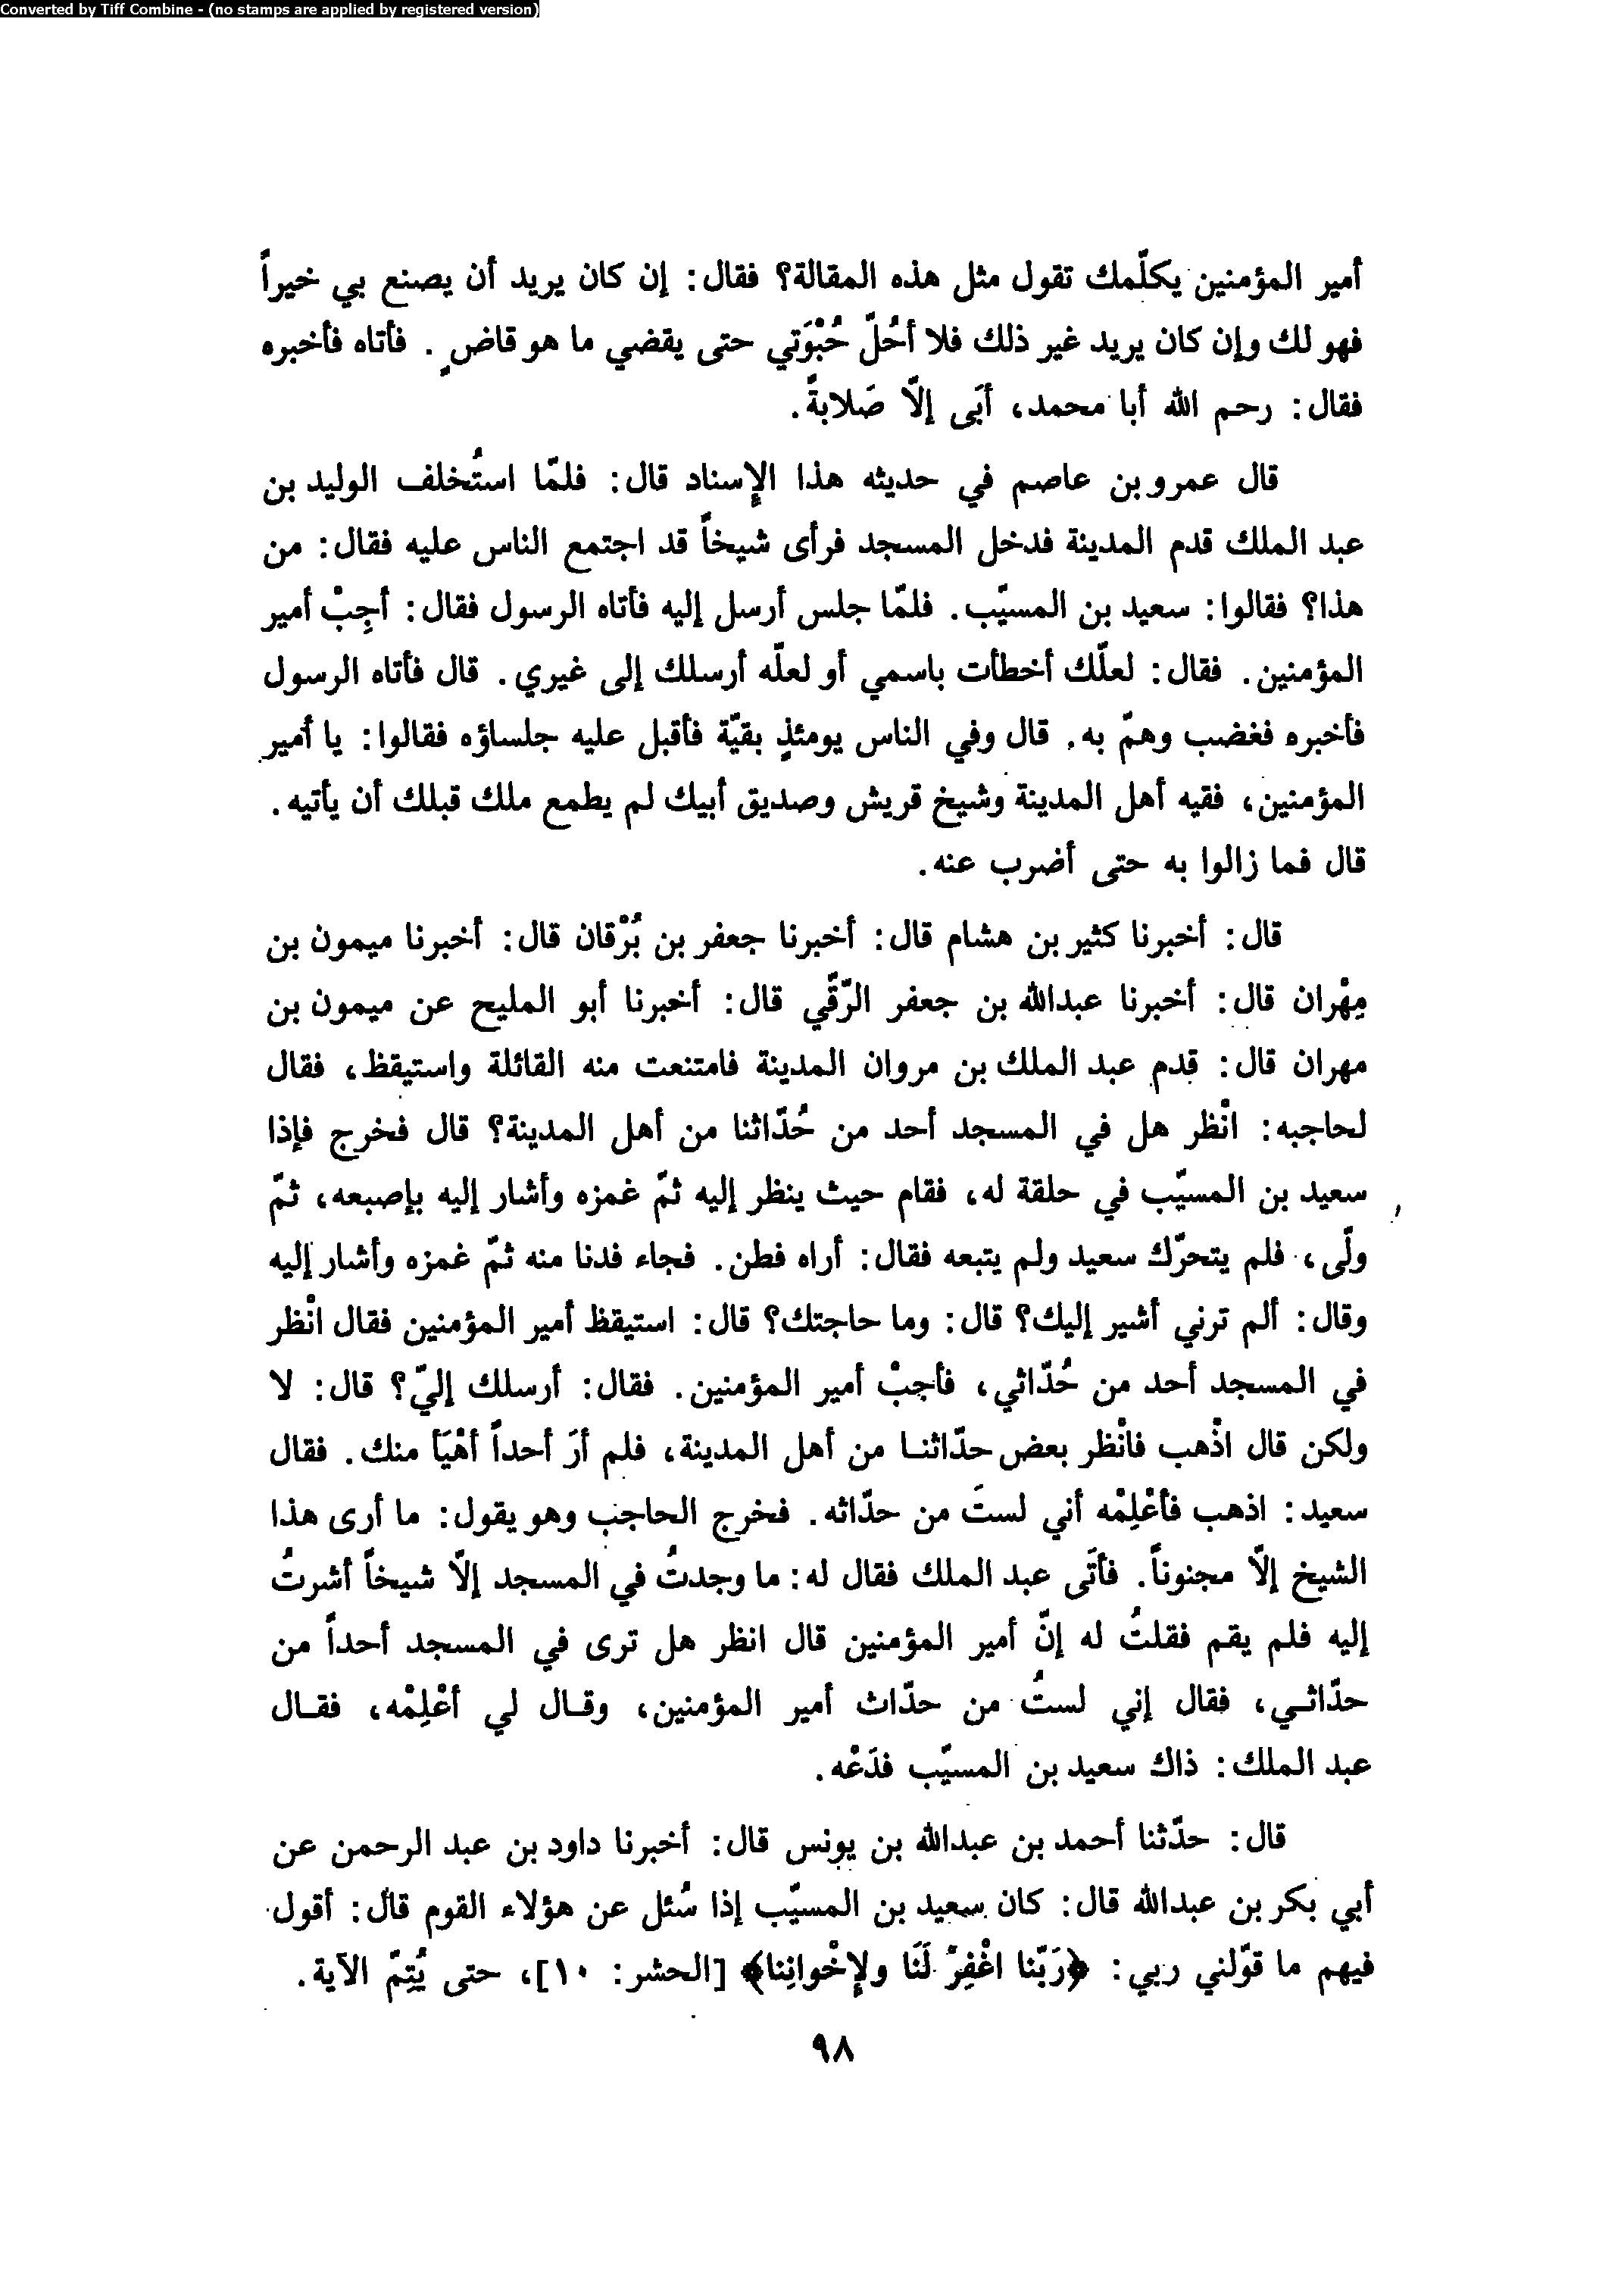 Converted by Tiff Combine - (no stamps are applied by registered version)
أمير المؤمنين يكلّمك تقول مثل هذه المقالة؟ فقال: إن كان يريد أن يصنع بي خيراً
فهو لك وإن كان يريد غير ذلك فلا أحُلّ حُبْوَتي حتى يقضي ما هو قاضٍ. فأتاه فأخبره
فقال: رحم الله أبا محمد، أبَى إلّا صَلابةً.
قال عمرو بن عاصم في حديثه هذا الإسناد قال: فلمّا استُخلف الوليد بن
عبد الملك قدم المدينة فدخل المسجد فرأى شيخاً قد اجتمع الناس عليه فقال: من
هذا؟ فقالوا: سعيد بن المسيّب. فلمّا جلس أرسل إليه فأتاه الرسول فقال: أجِبْ أمير
المؤمنين. فقال: لعلّك أخطأت باسمي أو لعلّه أرسلك إلى غيري. قال فأتاه الرسول
فأخبره فغضب وهمّ به. قال وفي الناس يومئذٍ بقيّة فأقبل عليه جلساؤه فقالوا: يا أمير
المؤمنين، فقيه أهل المدينة وشيخ قريش وصديق أبيك لم يطمع ملك قبلك أن يأتيه.
قال فما زالوا به حتى أضرب عنه.
قال: أخبرنا كثير بن هشام قال: أخبرنا جعفر بن بُرْقان قال: أخبرنا ميمون بن
مِهْران قال: أخبرنا عبدالله بن جعفر الرّقّي قال: أخبرنا أبو المليح عن ميمون بن
مهران قال: قدم عبد الملك بن مروان المدينة فامتنعت منه القائلة واستيقظ، فقال
لحاجبه: انْظر هل في المسجد أحد من حُدّاثنا من أهل المدينة؟ قال فخرج فإذا
سعيد بن المسيّب في حلقة له، فقام حيث ينظر إليه ثمّ غمزه وأشار إليه بإصبعه، ثمّ
ولّى، فلم يتحرّك سعيد ولم يتبعه فقال: أراه فطن. فجاء فدنا منه ثمّ غمزه وأشار إليه
وقال: ألم ترني أشير إليك؟ قال: وما حاجتك؟ قال: استيقظ أمير المؤمنين فقال انْظر
في المسجد أحد من حُدّاثي، فأجبْ أمير المؤمنين. فقال: أرسلك إليّ؟ قال: لا
ولكن قال اذْهب فانْظر بعض حدّاثنا من أهل المدينة، فلم أرَ أحداً أهْيَأ منك. فقال
سعيد: اذهب فأعْلِمْه أني لستَ من حدّاثه. فخرج الحاجب وهو يقول: ما أرى هذا
الشيخ إلّا مجنوناً. فأتَى عبد الملك فقال له: ما وجدتُ في المسجد إلّا شيخاً أشرتُ
إليه فلم يقم فقلتُ له إنّ أمير المؤمنين قال انظر هل ترى في المسجد أحداً من
حدّاثي، فقال إني لستُ من حدّاث أمير المؤمنين، وقال لي أعْلِمْه، فقال
عبد الملك: ذاك سعيد بن المسيّب فدَعْه.
قال: حدّثنا أحمد بن عبدالله بن يونس قال: أخبرنا داود بن عبد الرحمن عن
أبي بكر بن عبدالله قال: كان سعيد بن المسيّب إذا سُئل عن هؤلاء القوم قال: أقول
فيهم ما قوّلني ربي: ﴿رَبّنا اغْفِرْ لَنَا ولإخْوانِنا﴾ [الحشر: ١٠]، حتى يُتِمّ الآية.
٩٨